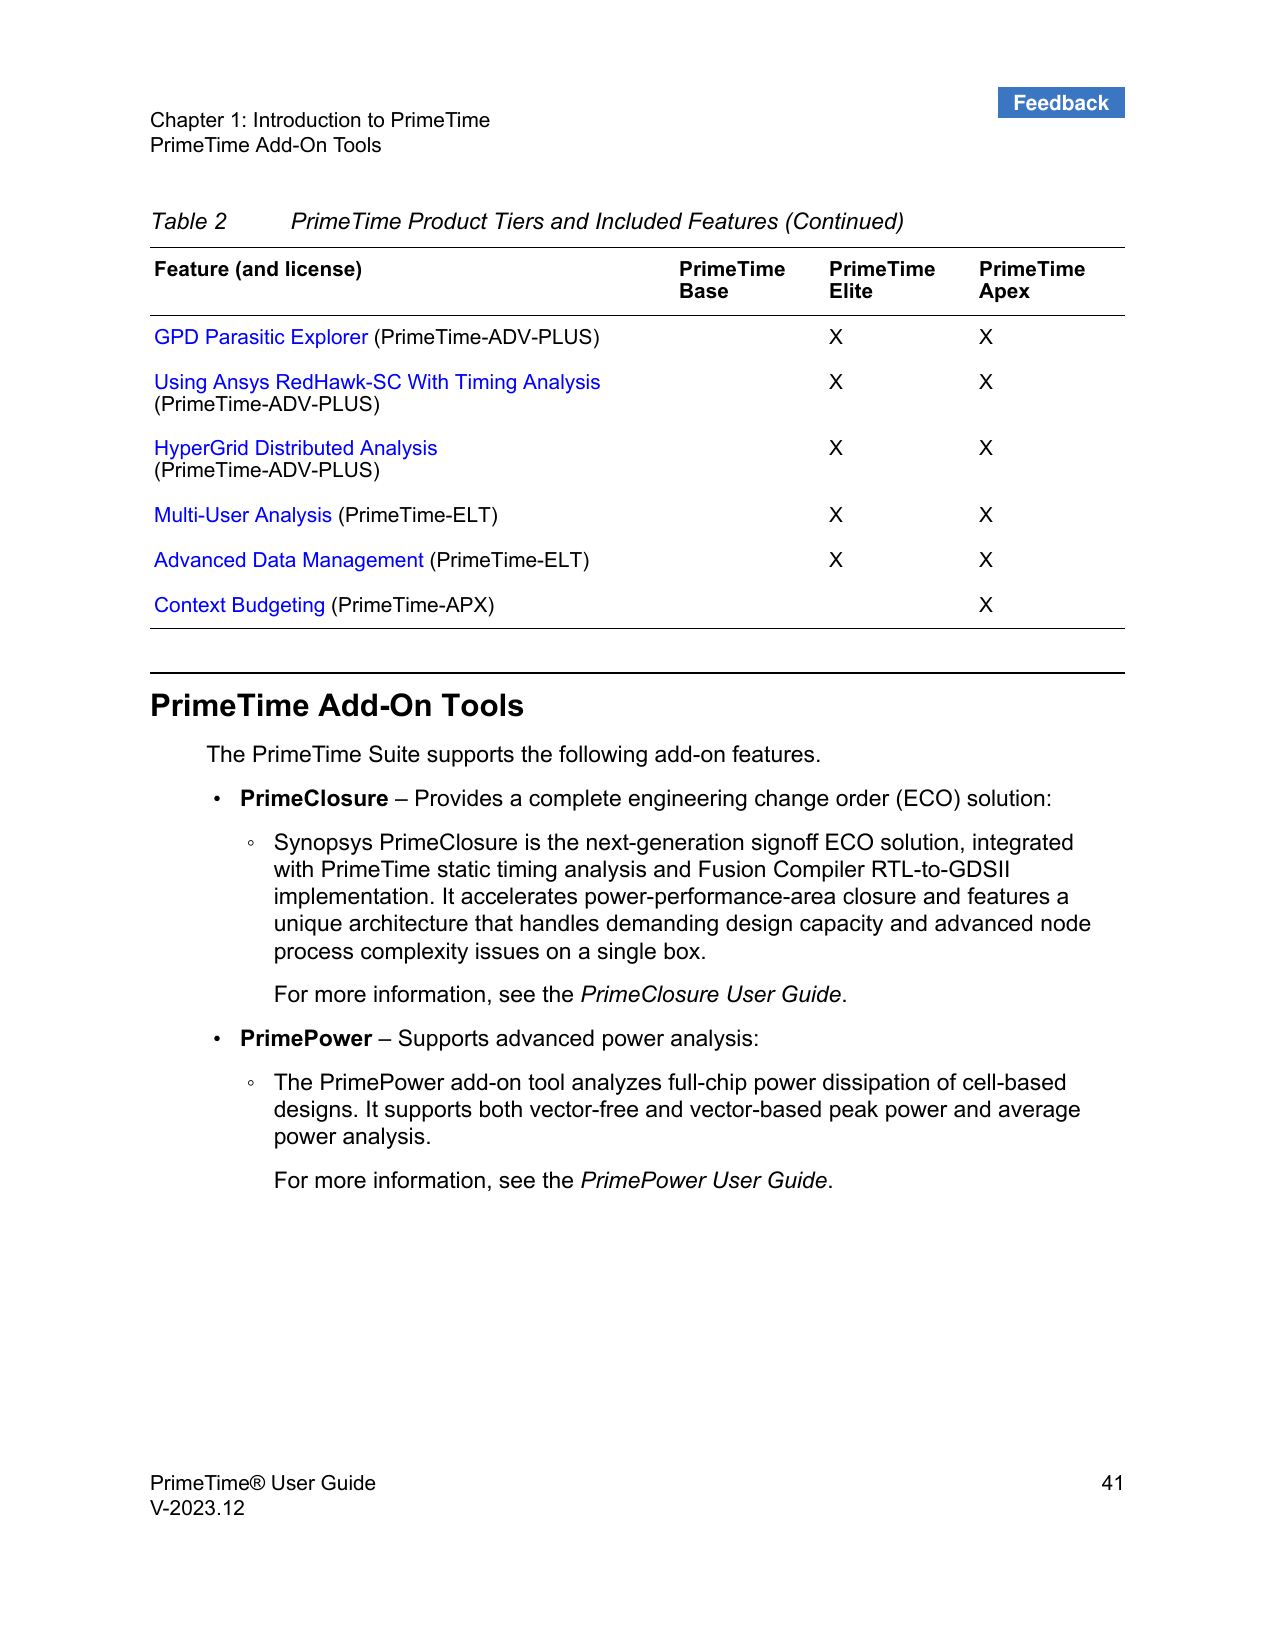 Feedback
Chapter 1: Introduction to PrimeTime
PrimeTime Add-On Tools
Table 2 PrimeTime Product Tiers and Included Features (Continued)
Feature (and license) PrimeTime Base PrimeTime Elite PrimeTime Apex
GPD Parasitic Explorer (PrimeTime-ADV-PLUS) X X
Using Ansys RedHawk-SC With Timing Analysis X X
(PrimeTime-ADV-PLUS)
HyperGrid Distributed Analysis X X
(PrimeTime-ADV-PLUS)
Multi-User Analysis (PrimeTime-ELT) X X
Advanced Data Management (PrimeTime-ELT) X X
Context Budgeting (PrimeTime-APX) X
PrimeTime Add-On Tools
The PrimeTime Suite supports the following add-on features.
• PrimeClosure – Provides a complete engineering change order (ECO) solution:
◦ Synopsys PrimeClosure is the next-generation signoff ECO solution, integrated
with PrimeTime static timing analysis and Fusion Compiler RTL-to-GDSII
implementation. It accelerates power-performance-area closure and features a
unique architecture that handles demanding design capacity and advanced node
process complexity issues on a single box.
For more information, see the PrimeClosure User Guide.
• PrimePower – Supports advanced power analysis:
◦ The PrimePower add-on tool analyzes full-chip power dissipation of cell-based
designs. It supports both vector-free and vector-based peak power and average
power analysis.
For more information, see the PrimePower User Guide.
PrimeTime® User Guide 41
V-2023.12